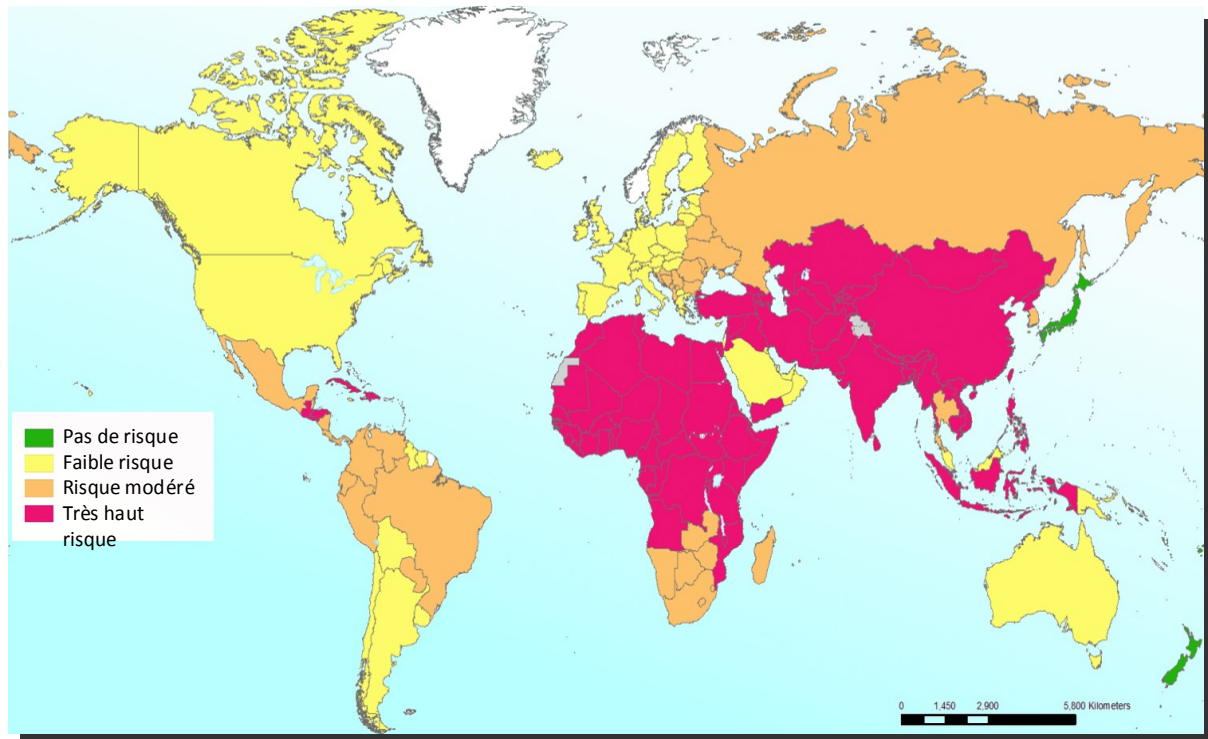 Pas de risque
Faible risque
Risque modéré
Très haut
risque
0 1,450 2,900 5,800 Kilometers